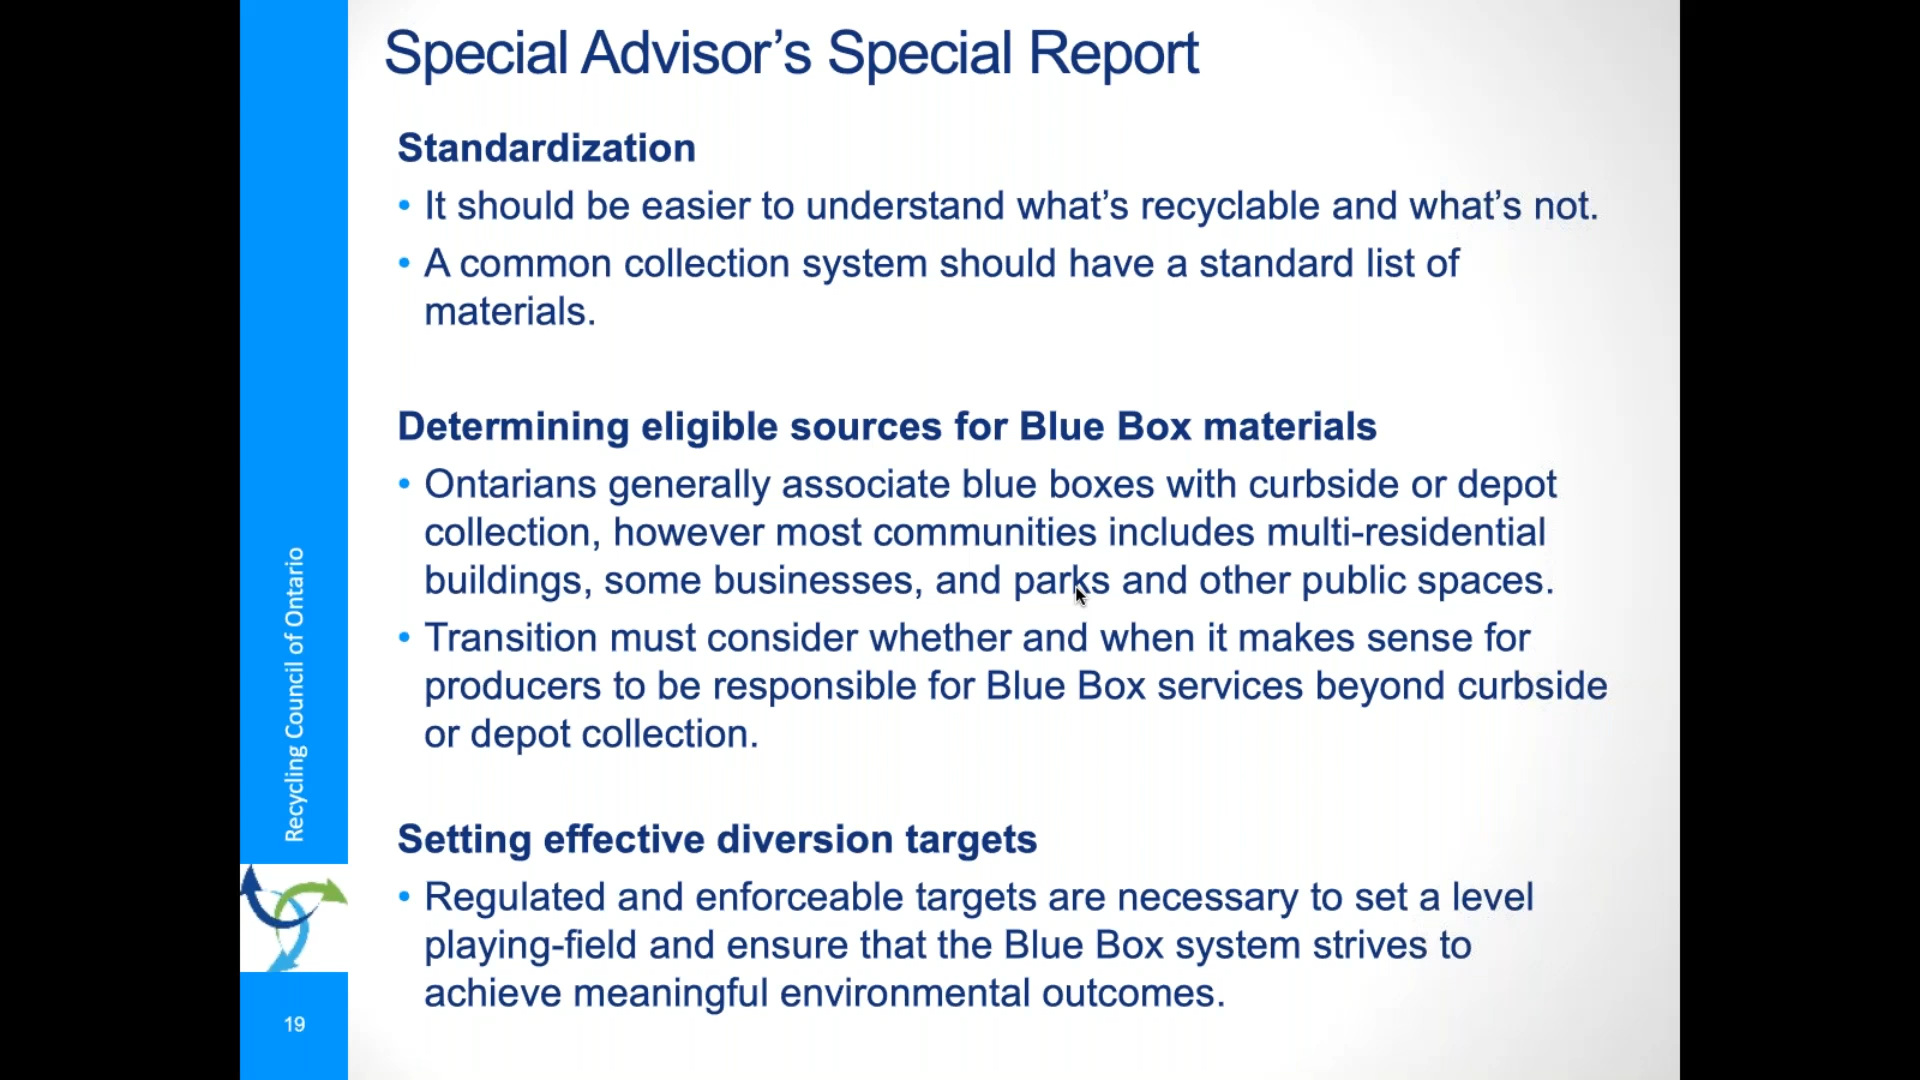 Special Advisor’s Special Report
Standardization
• It should be easier to understand what’s recyclable and what’s not.
• A common collection system should have a standard list of
materials.
Determining eligible sources for Blue Box materials
• Ontarians generally associate blue boxes with curbside or depot
collection, however most communities includes multi-residential
buildings, some businesses, and parks and other public spaces.
• Transition must consider whether and when it makes sense for
producers to be responsible for Blue Box services beyond curbside
or depot collection.
Setting effective diversion targets
• Regulated and enforceable targets are necessary to set a level
playing-field and ensure that the Blue Box system strives to
achieve meaningful environmental outcomes.
Recycling Council of Ontario
19